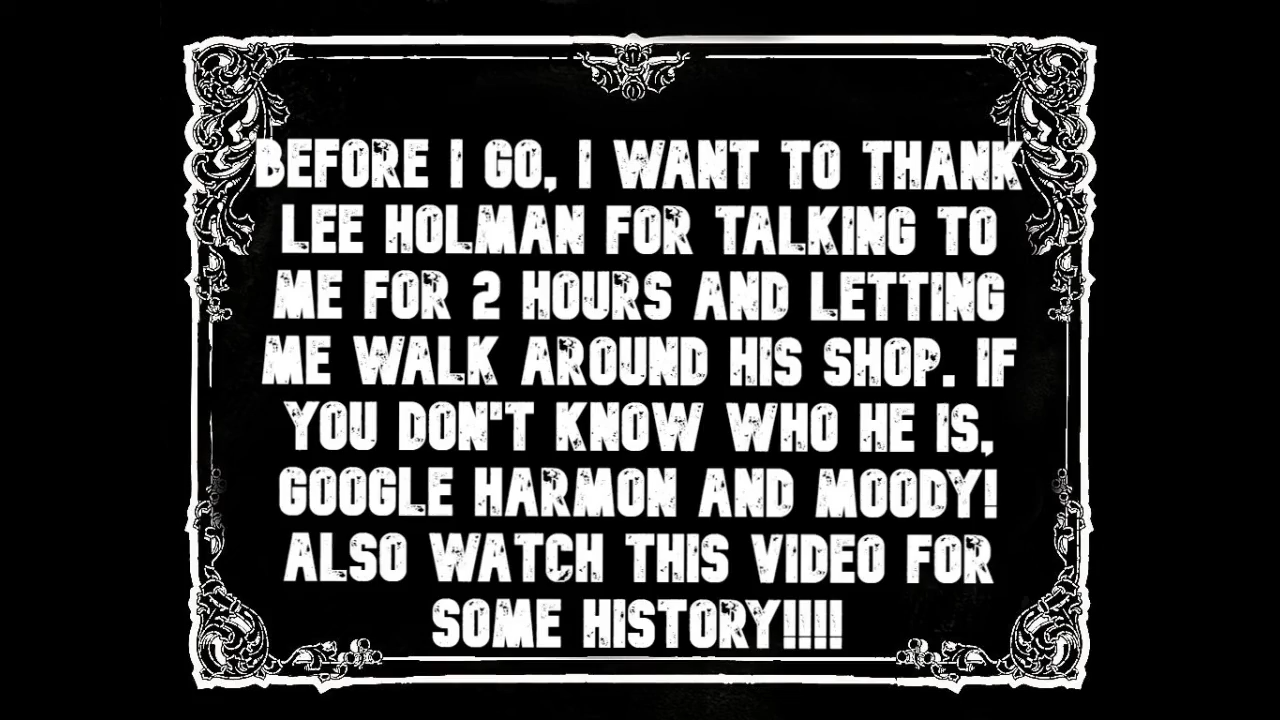 BEFORE I GO, I WANT TO THANK
LEE HOLMAN FOR TALKING TO
ME FOR 2 HOURS AND LETTING
ME WALK AROUND HIS SHOP. IF
YOU DON'T KNOW WHO HE IS,
GOOGLE HARMON AND MOODY!
ALSO WATCH THIS VIDEO FOR
SOME HISTORY!!!!